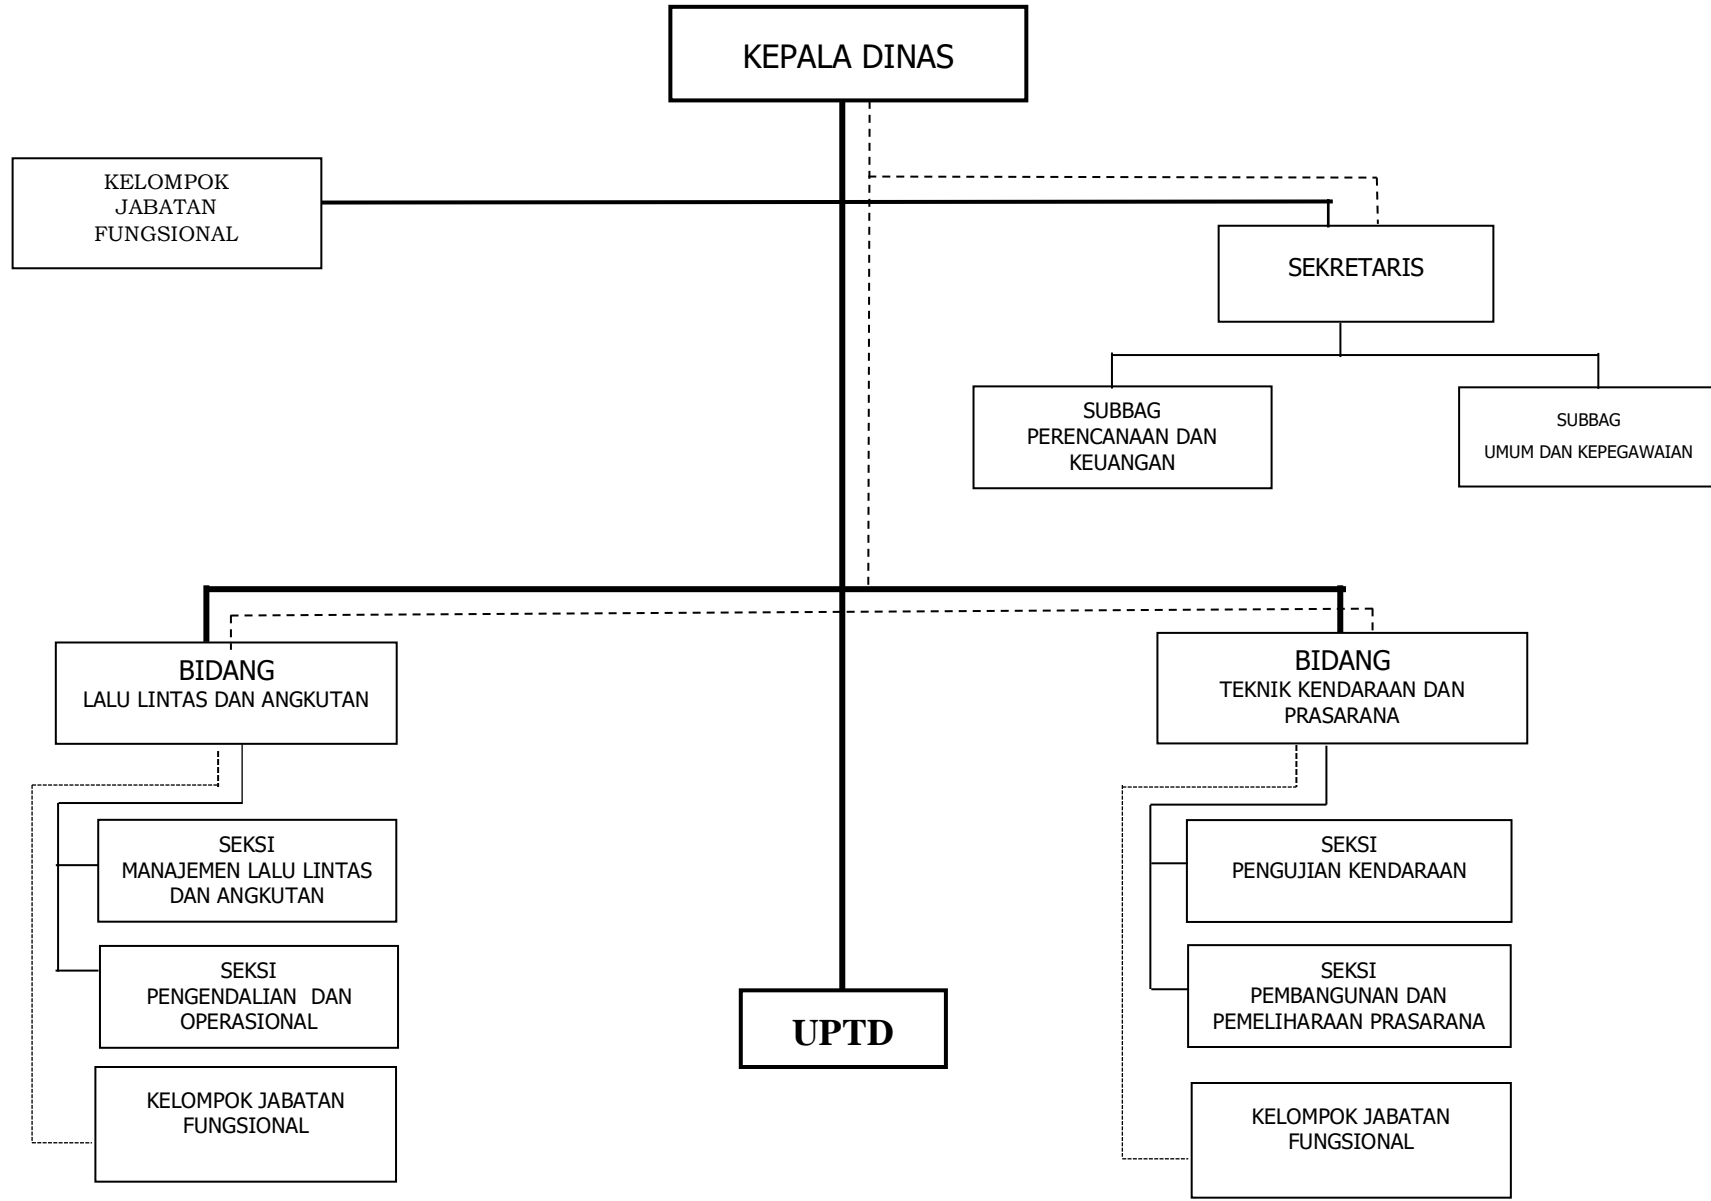 KEPALA DINAS
KELOMPOK
JABATAN
FUNGSIONAL
SEKRETARIS
SUBBAG
PERENCANAAN DAN
KEUANGAN
SUBBAG
UMUM DAN KEPEGAWAIAN
BIDANG
LALU LINTAS DAN ANGKUTAN
BIDANG
TEKNIK KENDARAAN DAN
PRASARANA
SEKSI
MANAJEMEN LALU LINTAS
DAN ANGKUTAN
SEKSI
PENGENDALIAN DAN
OPERASIONAL
KELOMPOK JABATAN
FUNGSIONAL
UPTD
SEKSI
PENGUJIAN KENDARAAN
SEKSI
PEMBANGUNAN DAN
PEMELIHARAAN PRASARANA
KELOMPOK JABATAN
FUNGSIONAL